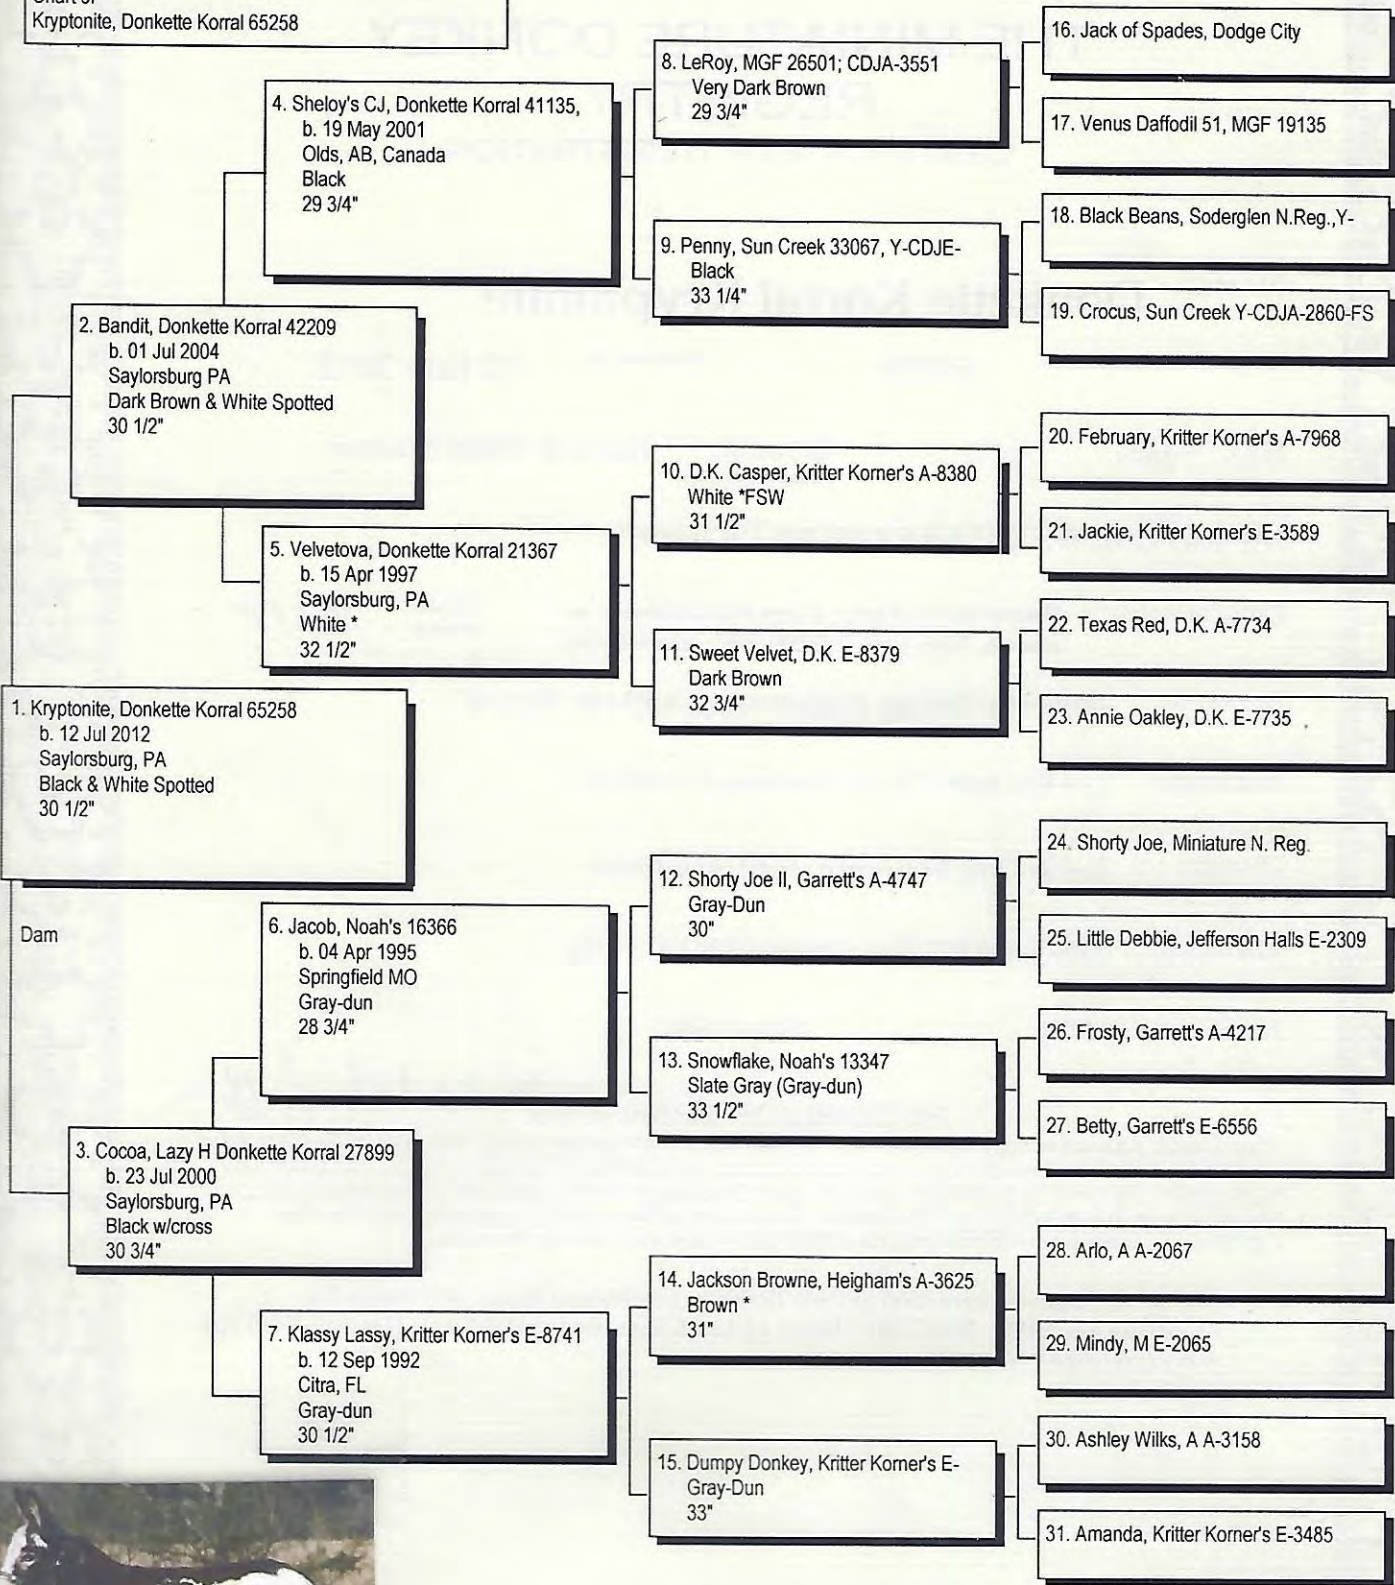 Kryptonite, Donkette Korral 65258
16. Jack of Spades, Dodge City
8. LeRoy, MGF 26501; CDJA-3551
Very Dark Brown
29 3/4"
17. Venus Daffodil 51, MGF 19135
4. Sheloy's CJ, Donkette Korral 41135,
b. 19 May 2001
Olds, AB, Canada
Black
29 3/4"
18. Black Beans, Soderglen N.Reg.,Y-
9. Penny, Sun Creek 33067, Y-CDJE-
Black
33 1/4"
19. Crocus, Sun Creek Y-CDJA-2860-FS
2. Bandit, Donkette Korral 42209
b. 01 Jul 2004
Saylorsburg PA
Dark Brown & White Spotted
30 1/2"
20. February, Kritter Korner's A-7968
10. D.K. Casper, Kritter Korner's A-8380
White *FSW
31 1/2"
21. Jackie, Kritter Korner's E-3589
5. Velvetova, Donkette Korral 21367
b. 15 Apr 1997
Saylorsburg, PA
White *
32 1/2"
22. Texas Red, D.K. A-7734
11. Sweet Velvet, D.K. E-8379
Dark Brown
32 3/4"
23. Annie Oakley, D.K. E-7735
1. Kryptonite, Donkette Korral 65258
b. 12 Jul 2012
Saylorsburg, PA
Black & White Spotted
30 1/2"
24. Shorty Joe, Miniature N. Reg.
12. Shorty Joe II, Garrett's A-4747
Gray-Dun
30"
25. Little Debbie, Jefferson Halls E-2309
Dam
6. Jacob, Noah's 16366
b. 04 Apr 1995
Springfield MO
Gray-dun
28 3/4"
26. Frosty, Garrett's A-4217
13. Snowflake, Noah's 13347
Slate Gray (Gray-dun)
33 1/2"
27. Betty, Garrett's E-6556
3. Cocoa, Lazy H Donkette Korral 27899
b. 23 Jul 2000
Saylorsburg, PA
Black w/cross
30 3/4"
28. Arlo, A A-2067
14. Jackson Browne, Heigham's A-3625
Brown *
31"
29. Mindy, M E-2065
7. Klassy Lassy, Kritter Korner's E-8741
b. 12 Sep 1992
Citra, FL
Gray-dun
30 1/2"
30. Ashley Wilks, A A-3158
15. Dumpy Donkey, Kritter Korner's E-
Gray-Dun
33"
31. Amanda, Kritter Korner's E-3485